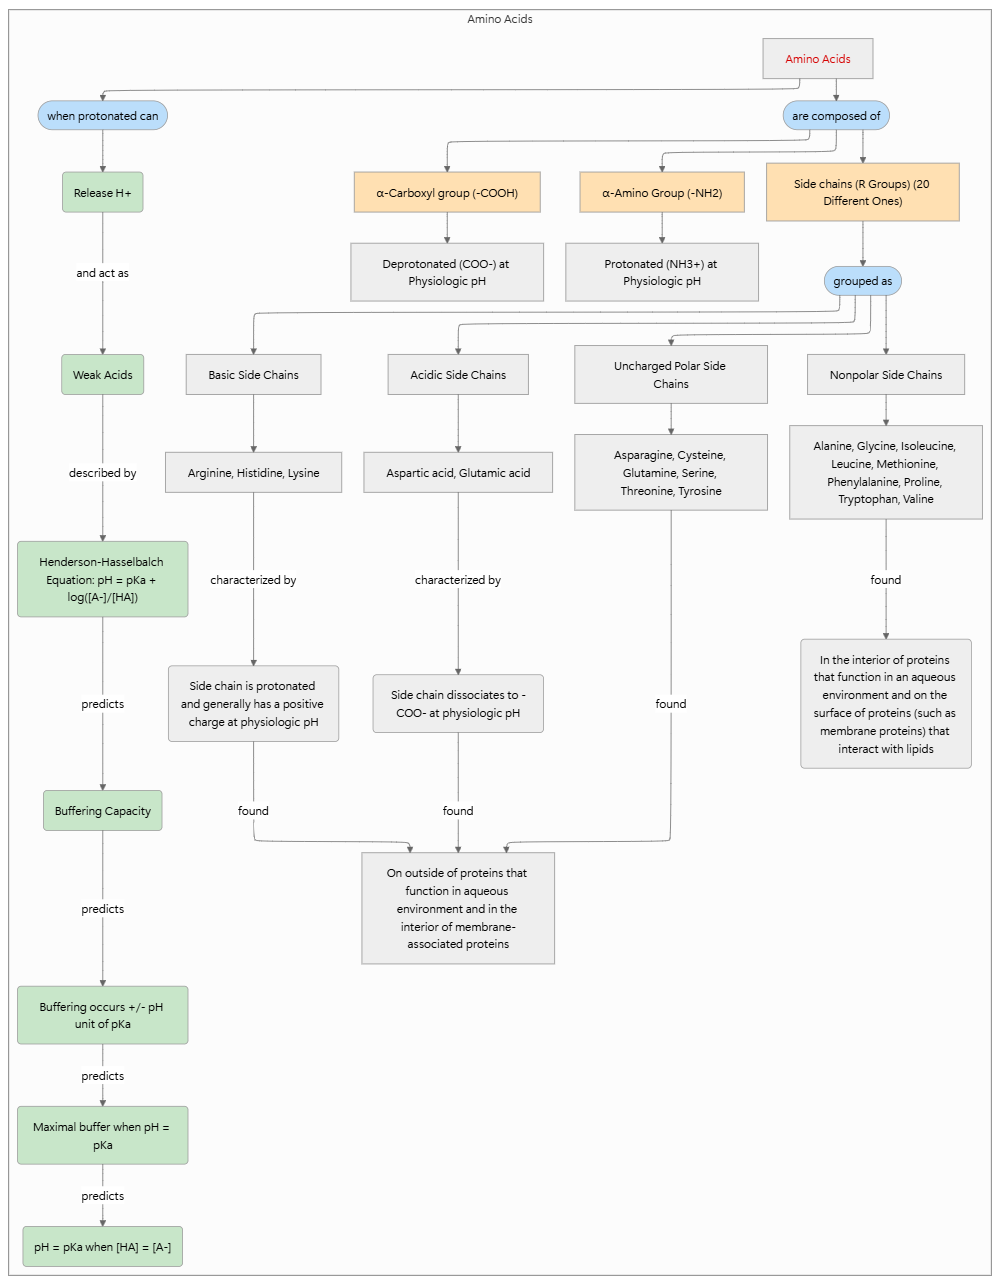 Amino Acids
Amino Acids
when protonated can
are composed of
Release H+
α-Carboxyl group (-COOH)
α-Amino Group (-NH2)
Side chains (R Groups) (20
Different Ones)
Deprotonated (COO-) at
Physiologic pH
Protonated (NH3+) at
Physiologic pH
and act as
grouped as
Weak Acids
Basic Side Chains
Acidic Side Chains
Uncharged Polar Side
Chains
Nonpolar Side Chains
described by
Arginine, Histidine, Lysine
Aspartic acid, Glutamic acid
Asparagine, Cysteine,
Glutamine, Serine,
Threonine, Tyrosine
Alanine, Glycine, Isoleucine,
Leucine, Methionine,
Phenylalanine, Proline,
Tryptophan, Valine
Henderson-Hasselbalch
Equation: pH = pKa +
log([A-]/[HA])
characterized by
characterized by
found
predicts
Side chain is protonated
and generally has a positive
charge at physiologic pH
Side chain dissociates to -
COO- at physiologic pH
found
In the interior of proteins
that function in an aqueous
environment and on the
surface of proteins (such as
membrane proteins) that
interact with lipids
Buffering Capacity
found
found
predicts
On outside of proteins that
function in aqueous
environment and in the
interior of membrane-
associated proteins
Buffering occurs +/- pH
unit of pKa
predicts
Maximal buffer when pH =
pKa
predicts
pH = pKa when [HA] = [A-]